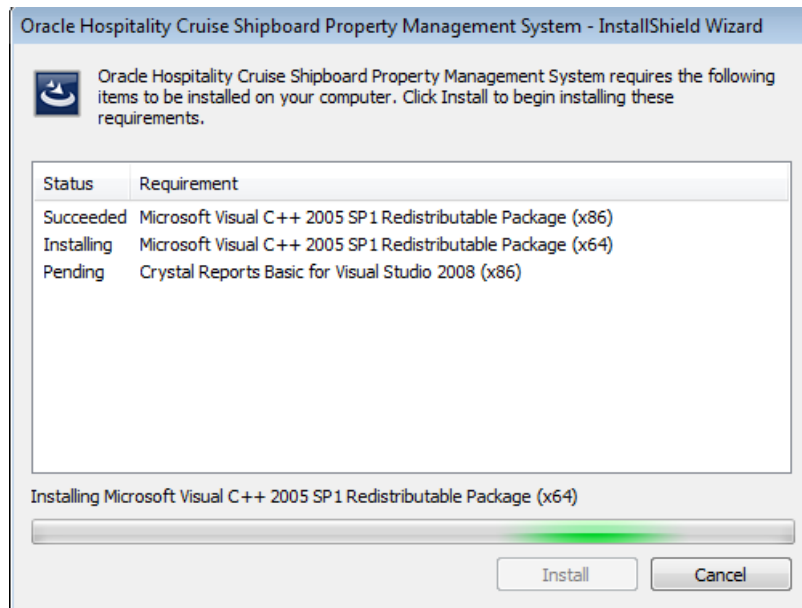 Oracle Hospitality Cruise Shipboard Property Management System - InstallShield Wizard
Oracle Hospitality Cruise Shipboard Property Management System requires the following
items to be installed on your computer. Click Install to begin installing these
requirements.
Status Requirement
Succeeded Microsoft Visual C++ 2005 SP1 Redistributable Package (x86)
Installing Microsoft Visual C++ 2005 SP1 Redistributable Package (x64)
Pending Crystal Reports Basic for Visual Studio 2008 (x86)
Installing Microsoft Visual C++ 2005 SP1 Redistributable Package (x64)
Install Cancel